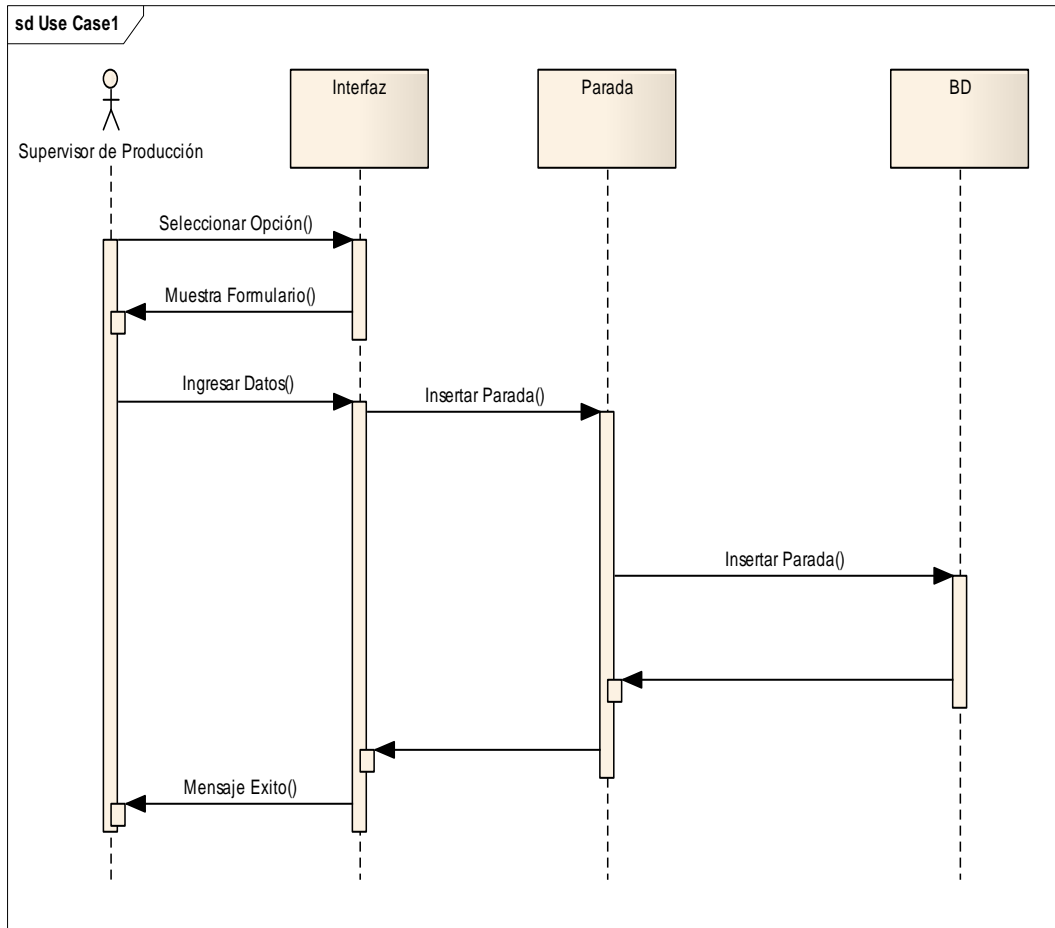 sd Use Case1
Supervisor de Producción
Interfaz
Parada
BD
Seleccionar Opción()
Muestra Formulario()
Ingresar Datos()
Insertar Parada()
Insertar Parada()
Mensaje Exito()